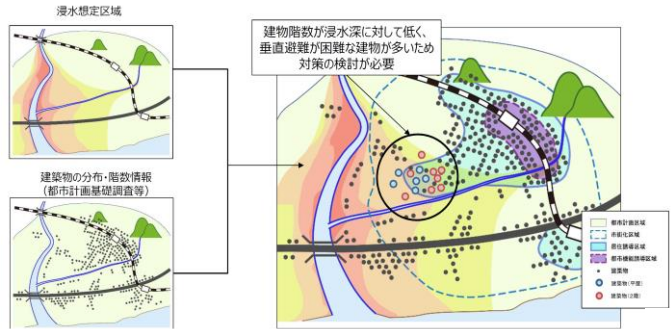 浸水想定区域
建築物の分布・階数情報
（都市計画基礎調査等）
建物階数が浸水深に対して低く、
垂直避難が困難な建物が多いため
対策の検討が必要
都市計画区域
市街化区域
居住誘導区域
都市機能誘導区域
建築物
建築物(平屋)
建築物(2階)